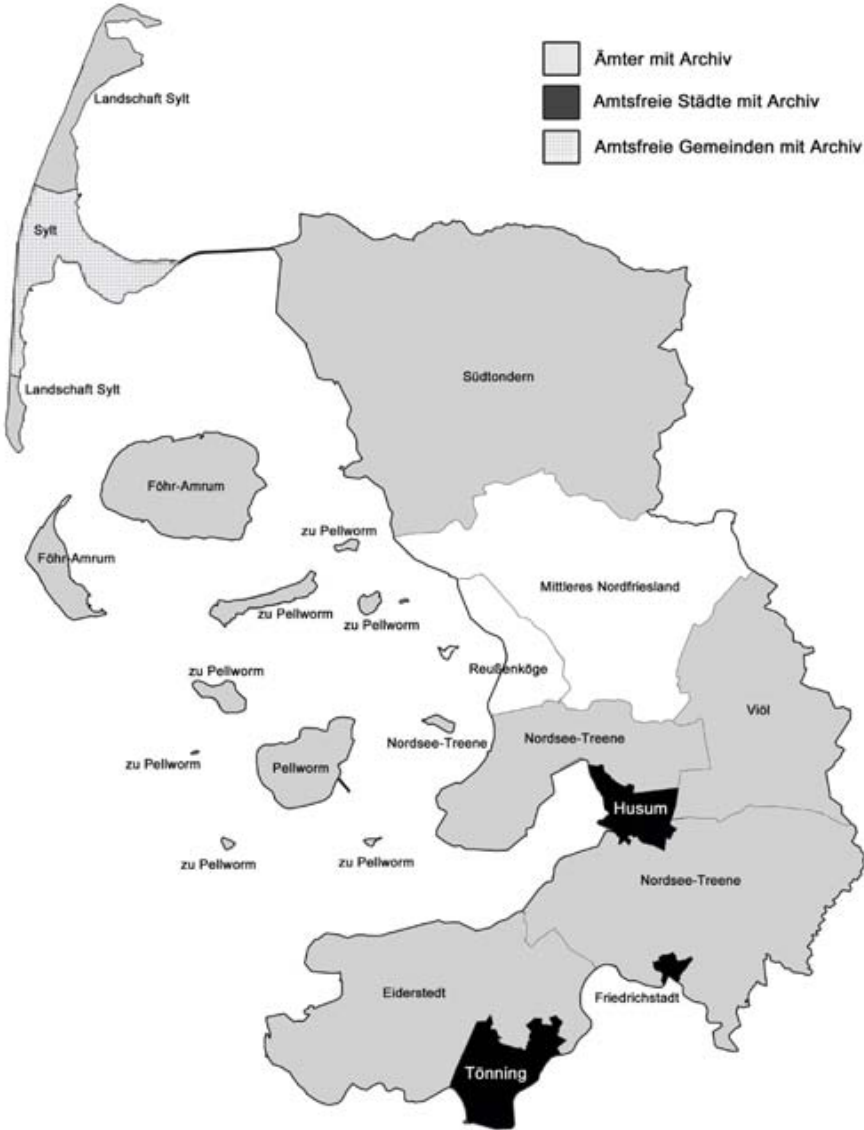 Ämter mit Archiv
Amtsfreie Städte mit Archiv
Amtsfreie Gemeinden mit Archiv
Landschaft Sylt
Sylt
Landschaft Sylt
Südtondern
Föhr-Amrum
Föhr-Amrum
zu Pellworm
Mittleres Nordfriesland
zu Pellworm
zu Pellworm
zu Pellworm
Reußenköge
Viöl
Nordsee-Treene
Nordsee-Treene
zu Pellworm
Pellworm
Husum
zu Pellworm
zu Pellworm
Nordsee-Treene
Eiderstedt
Friedrichstadt
Tönning